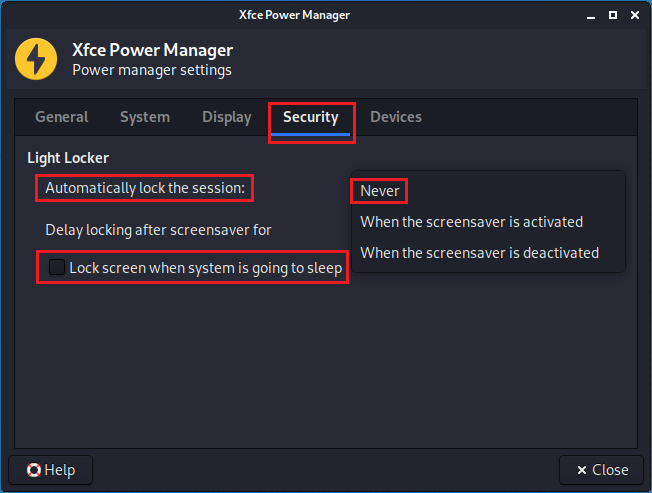 Xfce Power Manager
Xfce Power Manager
Power manager settings
General System Display Security Devices
Light Locker
Automatically lock the session:
Never
When the screensaver is activated
When the screensaver is deactivated
Delay locking after screensaver for
Lock screen when system is going to sleep
Help
Close